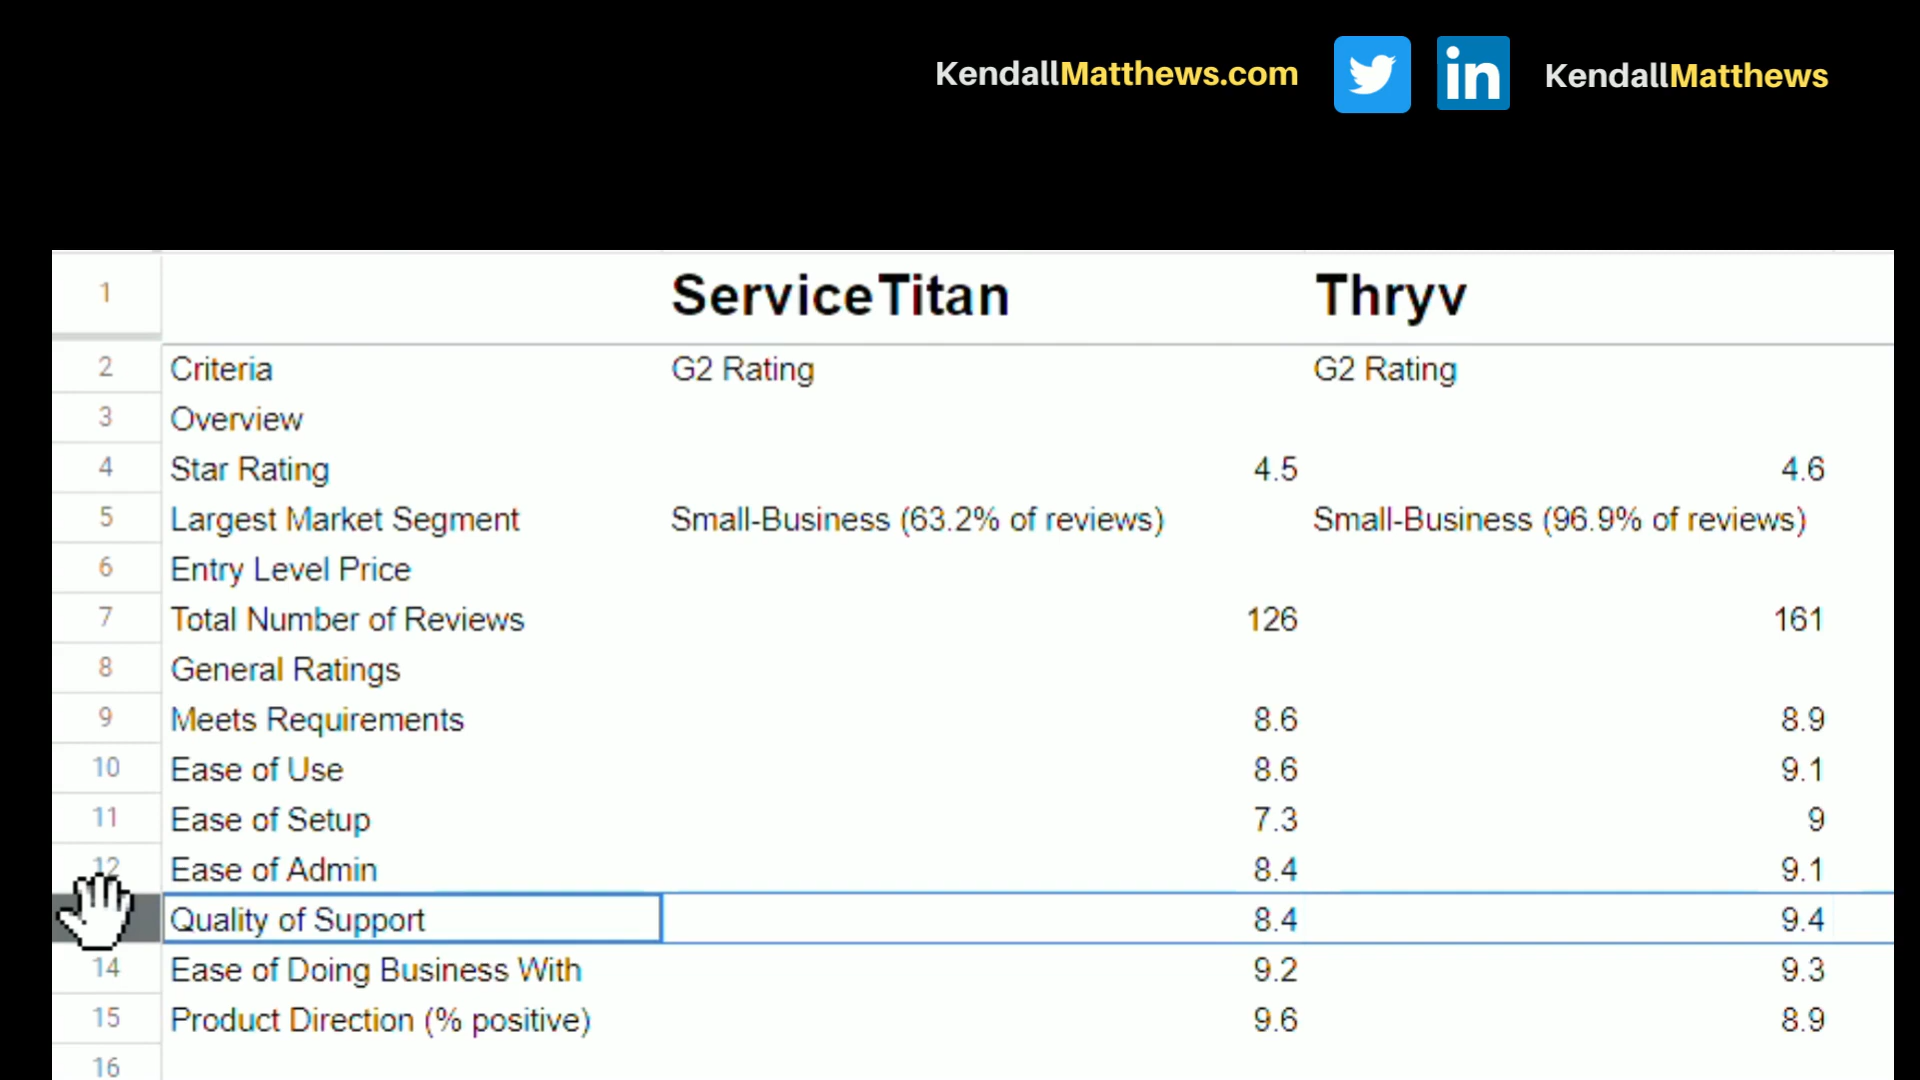 KendallMatthews.com in KendallMatthews
1 ServiceTitan Thryv
2 Criteria G2 Rating G2 Rating
3 Overview
4 Star Rating 4.5 4.6
5 Largest Market Segment Small-Business (63.2% of reviews) Small-Business (96.9% of reviews)
6 Entry Level Price
7 Total Number of Reviews 126 161
8 General Ratings
9 Meets Requirements 8.6 8.9
10 Ease of Use 8.6 9.1
11 Ease of Setup 7.3 9
12 Ease of Admin 8.4 9.1
Quality of Support 8.4 9.4
14 Ease of Doing Business With 9.2 9.3
15 Product Direction (% positive) 9.6 8.9
16